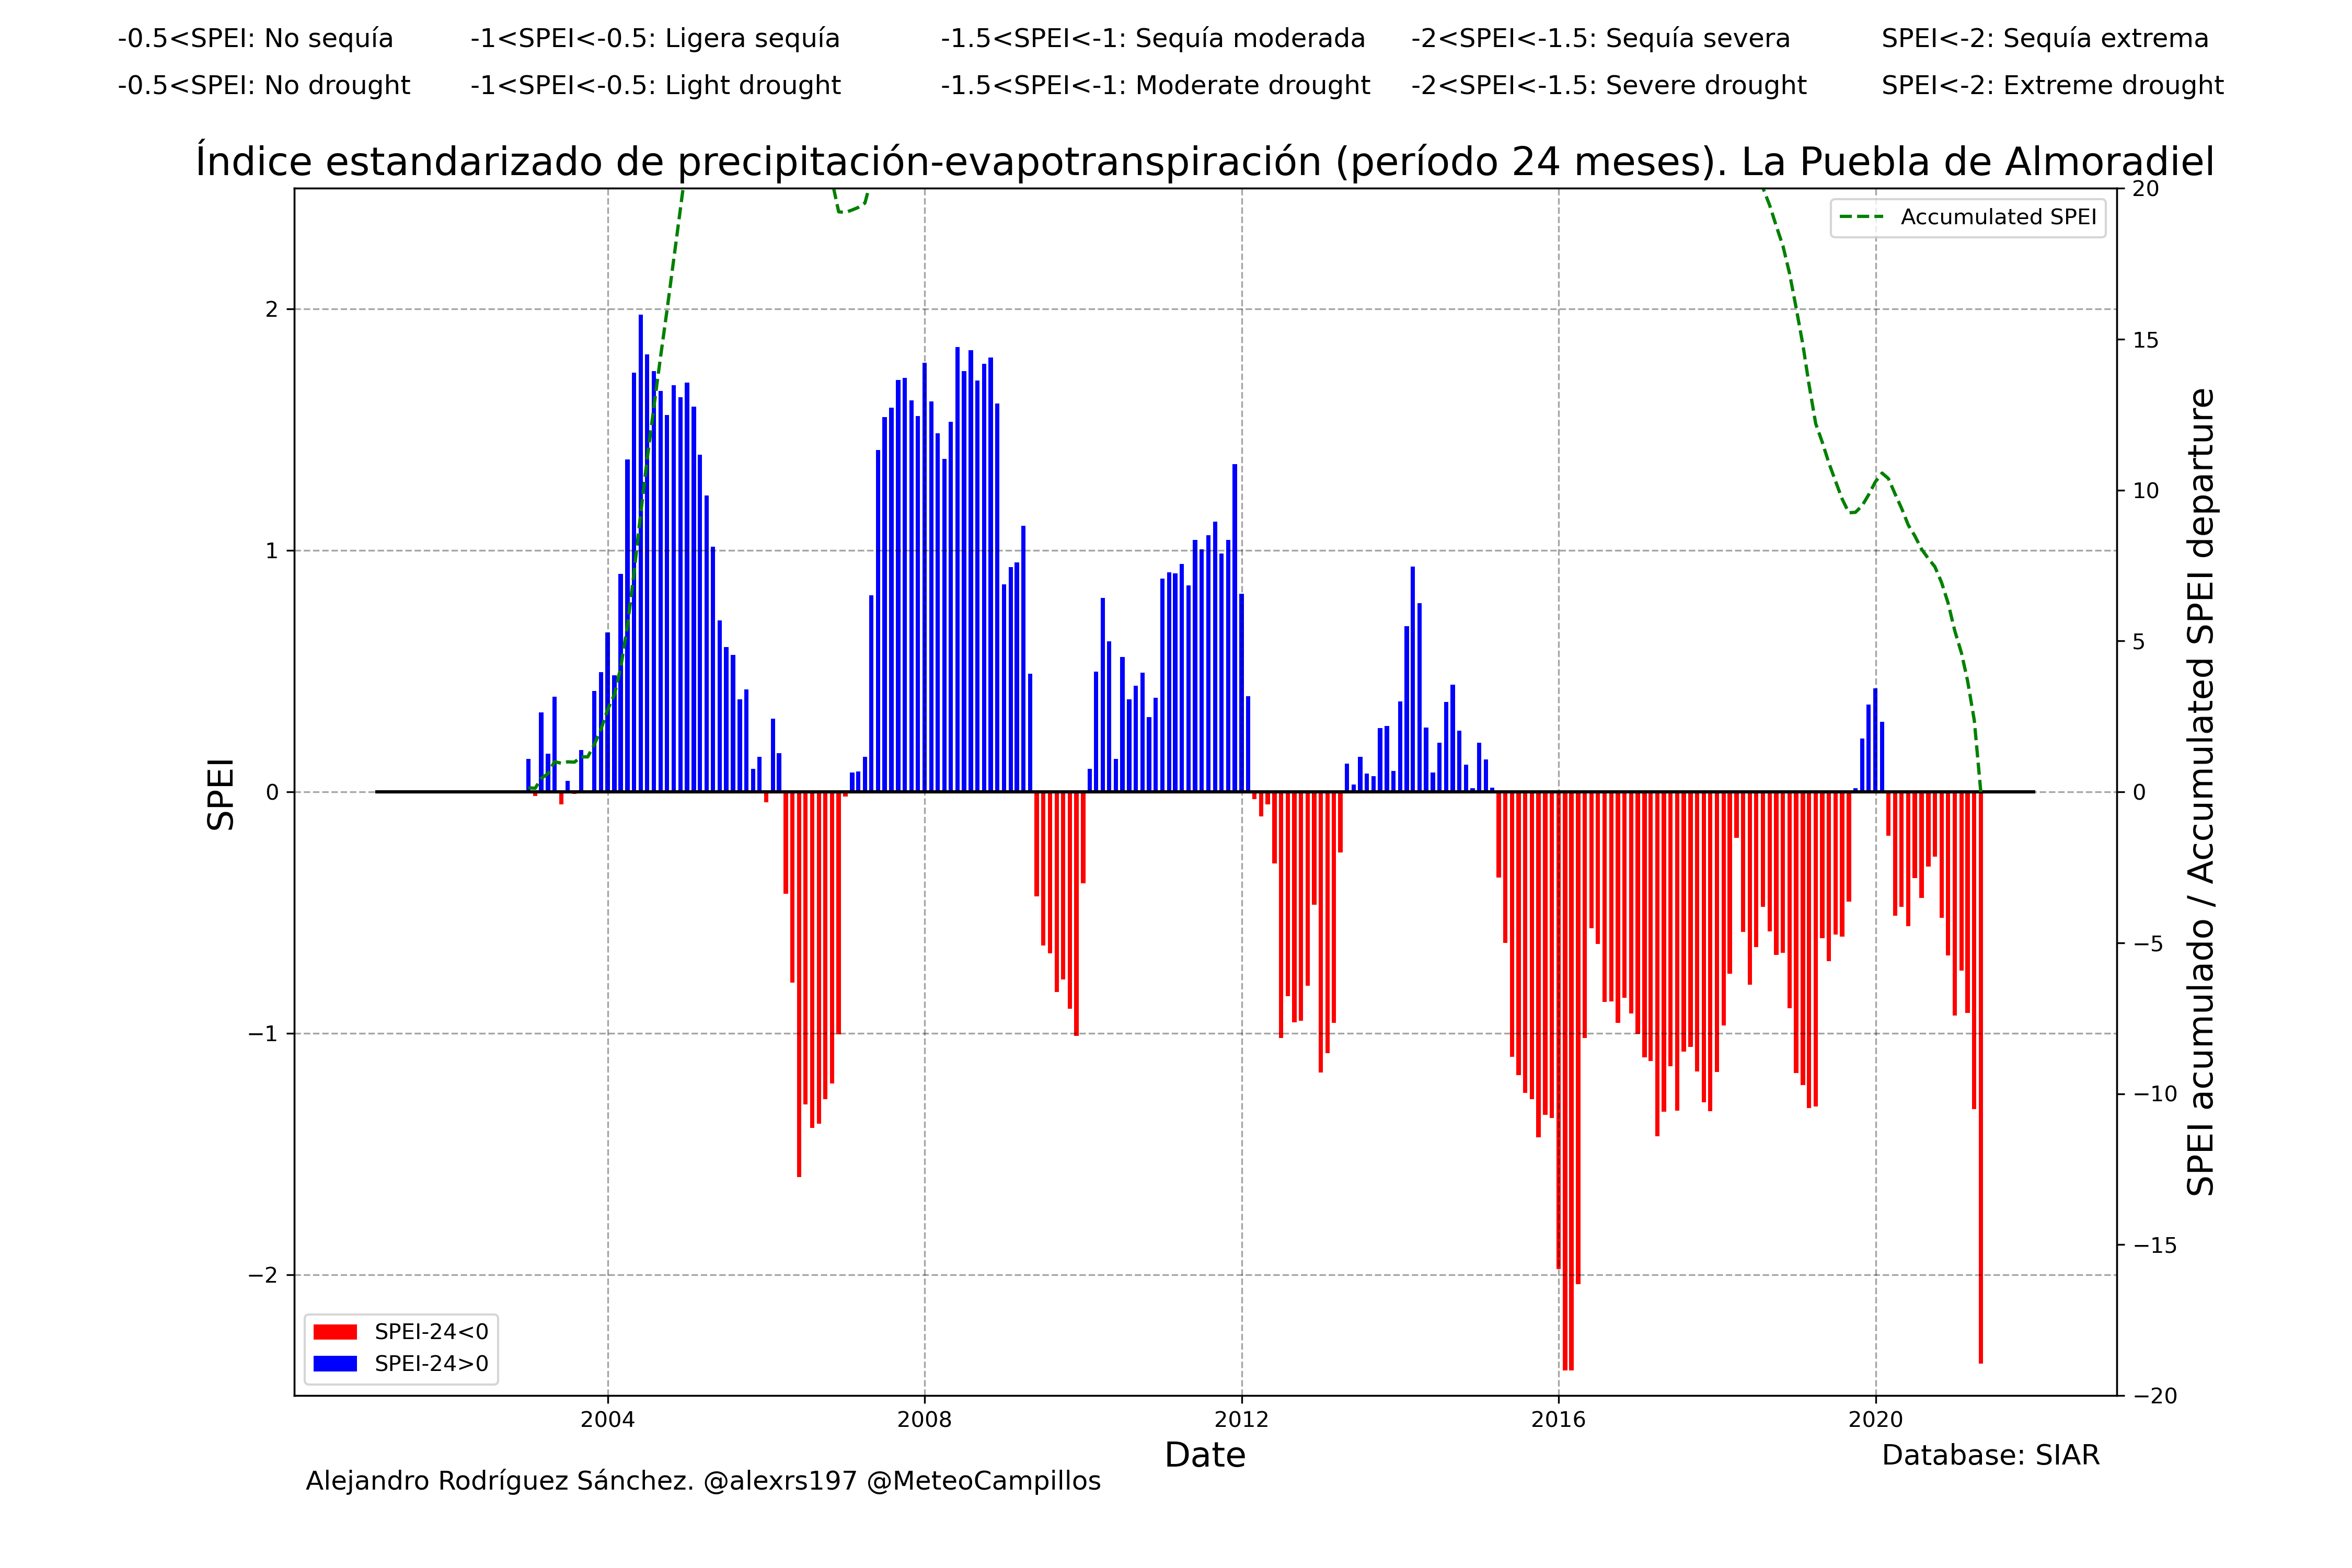 -0.5<SPEI: No sequía -1<SPEI<-0.5: Ligera sequía -1.5<SPEI<-1: Sequía moderada -2<SPEI<-1.5: Sequía severa SPEI<-2: Sequía extrema
-0.5<SPEI: No drought -1<SPEI<-0.5: Light drought -1.5<SPEI<-1: Moderate drought -2<SPEI<-1.5: Severe drought SPEI<-2: Extreme drought
Índice estandarizado de precipitación-evapotranspiración (período 24 meses). La Puebla de Almoradiel
Accumulated SPEI
SPEI
2
1
0
−1
−2
20
15
10
5
0
−5
−10
−15
−20
SPEI acumulado / Accumulated SPEI departure
SPEI-24<0
SPEI-24>0
2004 2008 2012 2016 2020
Date
Database: SIAR
Alejandro Rodríguez Sánchez. @alexrs197 @MeteoCampillos